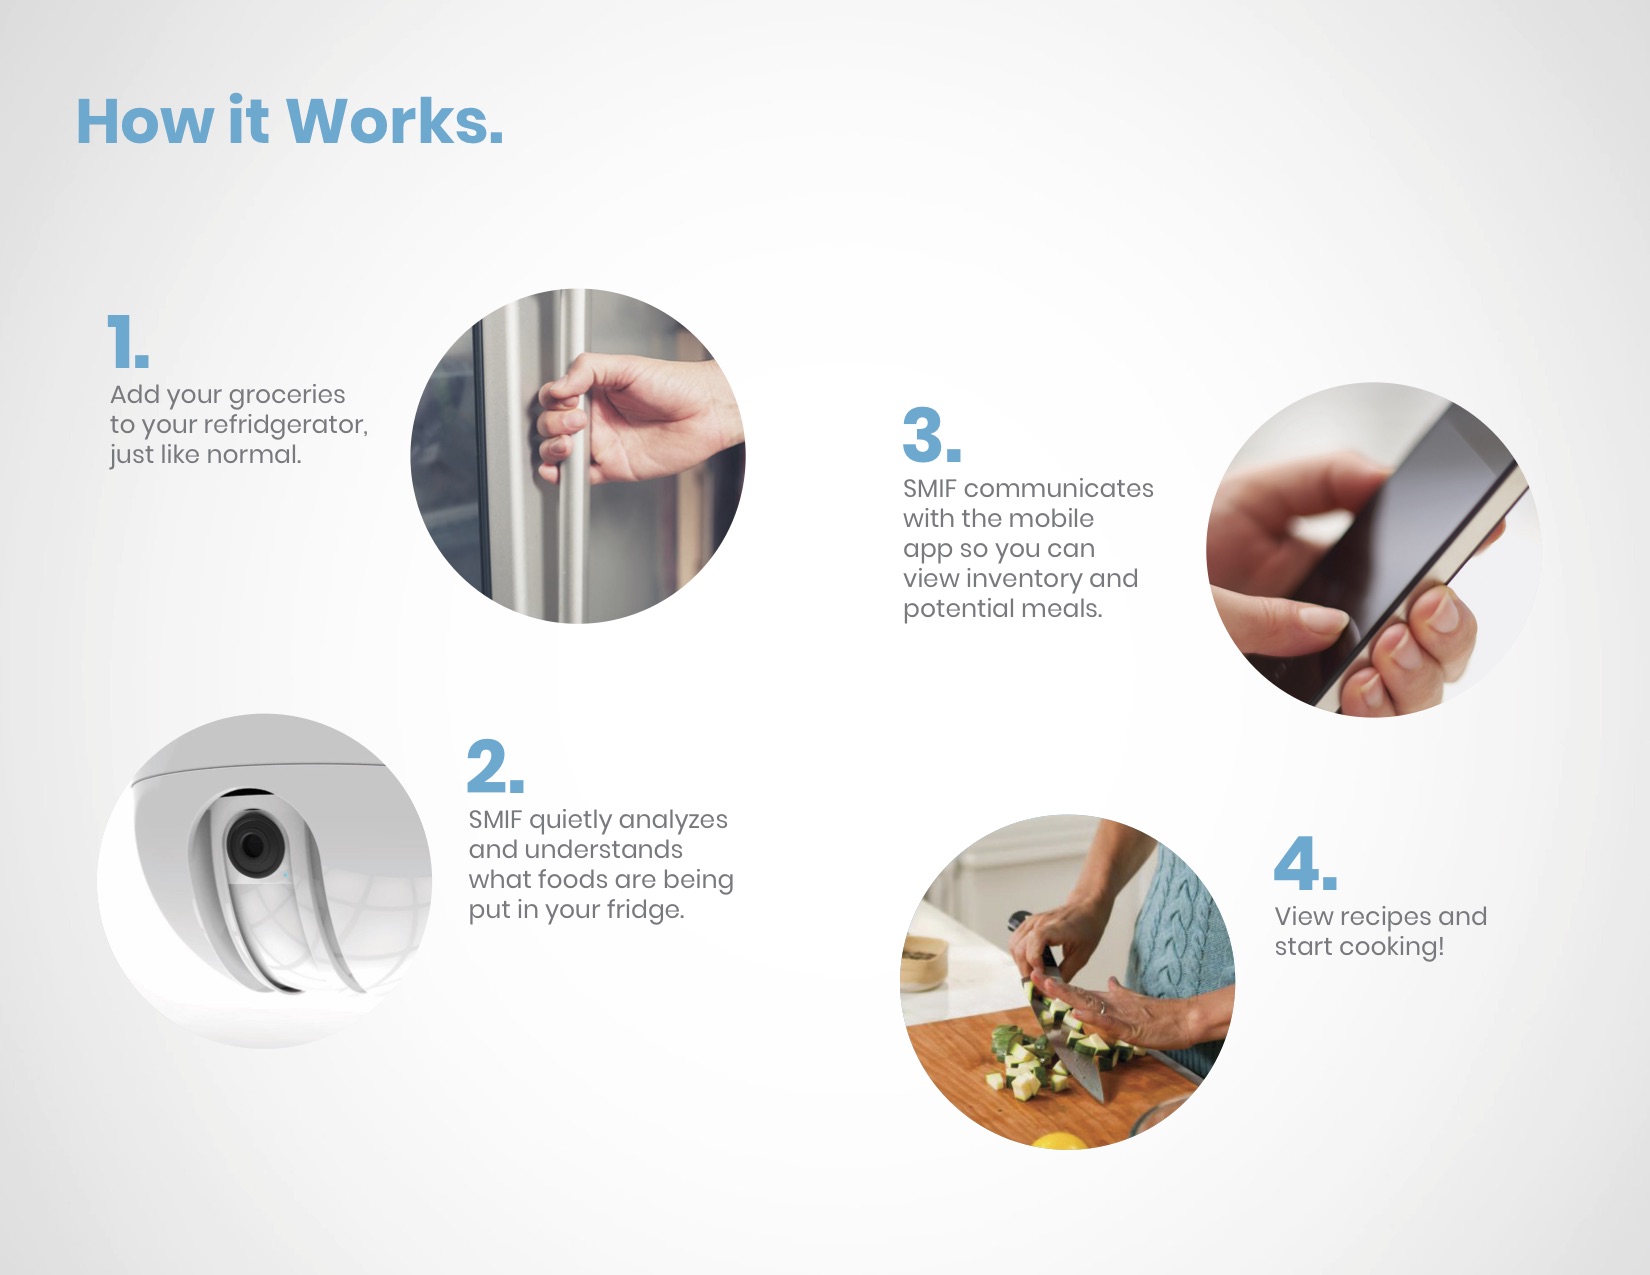 How it Works.
1.
Add your groceries
to your refridgerator,
just like normal.
2.
SMIF quietly analyzes
and understands
what foods are being
put in your fridge.
3.
SMIF communicates
with the mobile
app so you can
view inventory and
potential meals.
4.
View recipes and
start cooking!